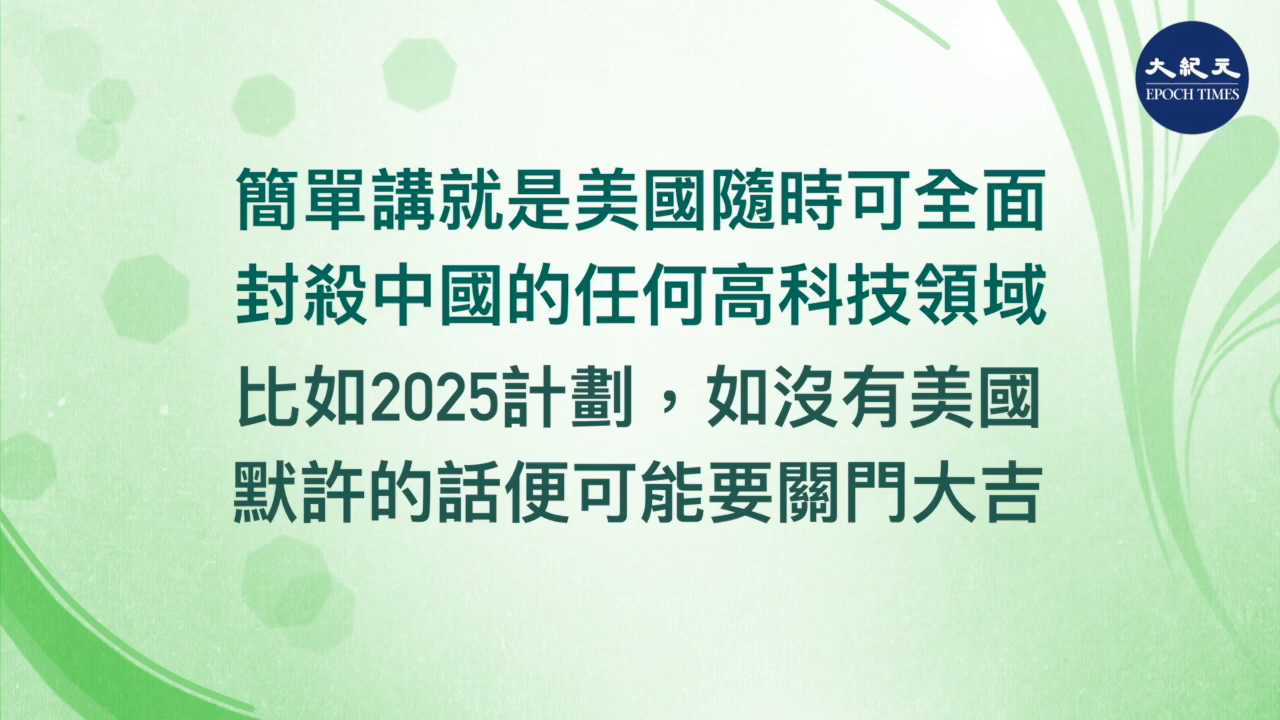 大紀元
EPOCH TIMES
簡單講就是美國隨時可全面
封殺中國的任何高科技領域
比如2025計劃，如沒有美國
默許的話便可能要關門大吉